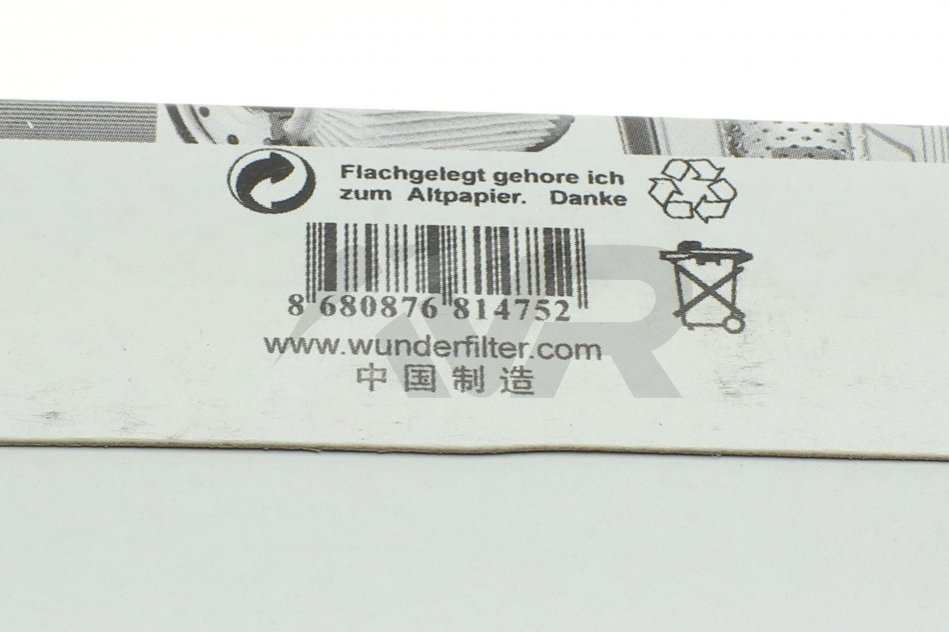 Flachgelegt gehore ich
zum Altpapier. Danke
8 680876 814752
www.wunderfilter.com
中国制造